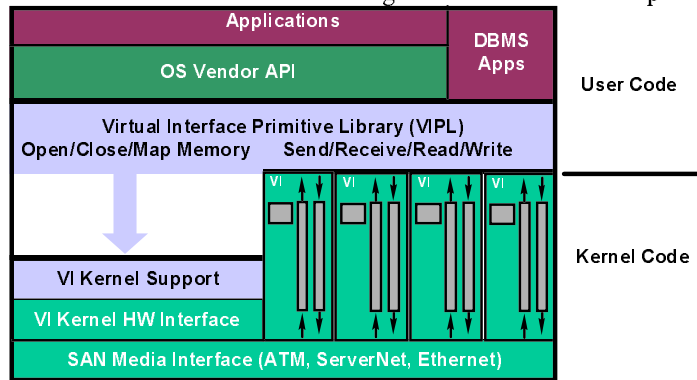 Applications
DBMS
Apps
OS Vendor API
User Code
Virtual Interface Primitive Library (VIPL)
Open/Close/Map Memory Send/Receive/Read/Write
VI VI VI VI
Kernel Code
VI Kernel Support
VI Kernel HW Interface
SAN Media Interface (ATM, ServerNet, Ethernet)